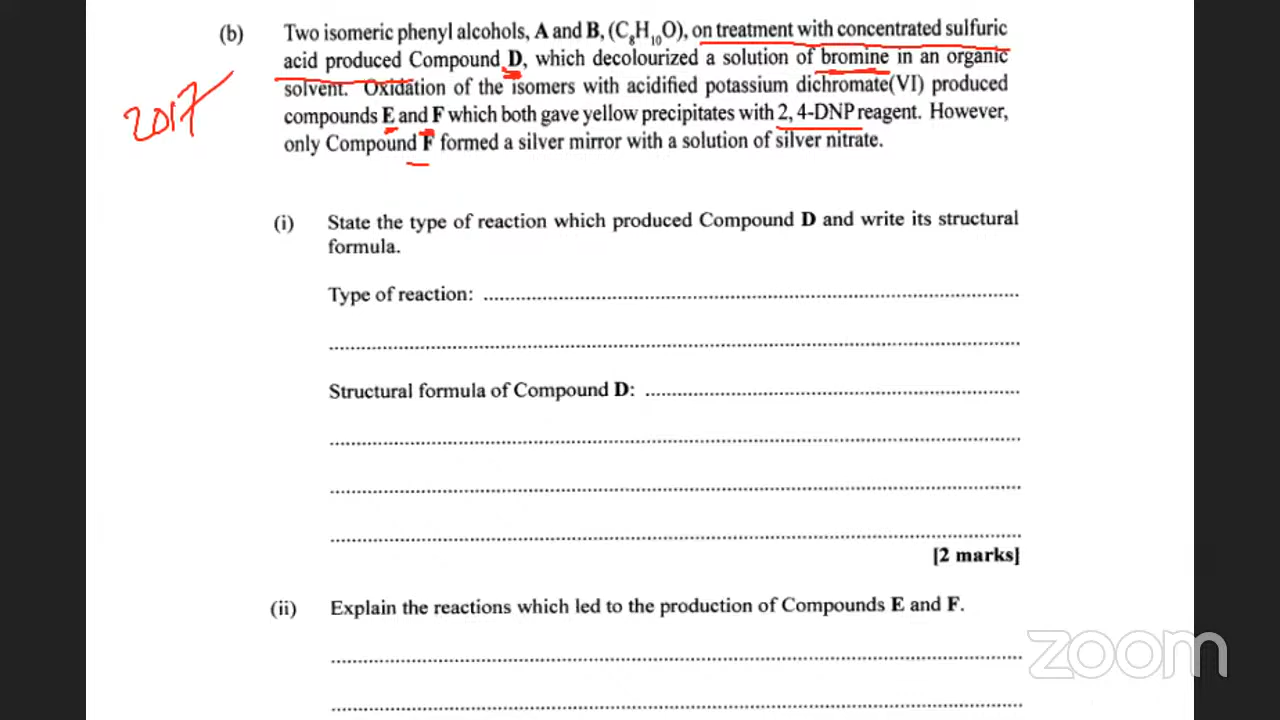 (b) Two isomeric phenyl alcohols, A and B, (C₈H₁₀O), on treatment with concentrated sulfuric
acid produced Compound D, which decolourized a solution of bromine in an organic
solvent. Oxidation of the isomers with acidified potassium dichromate(VI) produced
compounds E and F which both gave yellow precipitates with 2, 4-DNP reagent. However,
only Compound F formed a silver mirror with a solution of silver nitrate.
2017
(i) State the type of reaction which produced Compound D and write its structural
formula.
Type of reaction:
Structural formula of Compound D:
[2 marks]
(ii) Explain the reactions which led to the production of Compounds E and F.
zoom